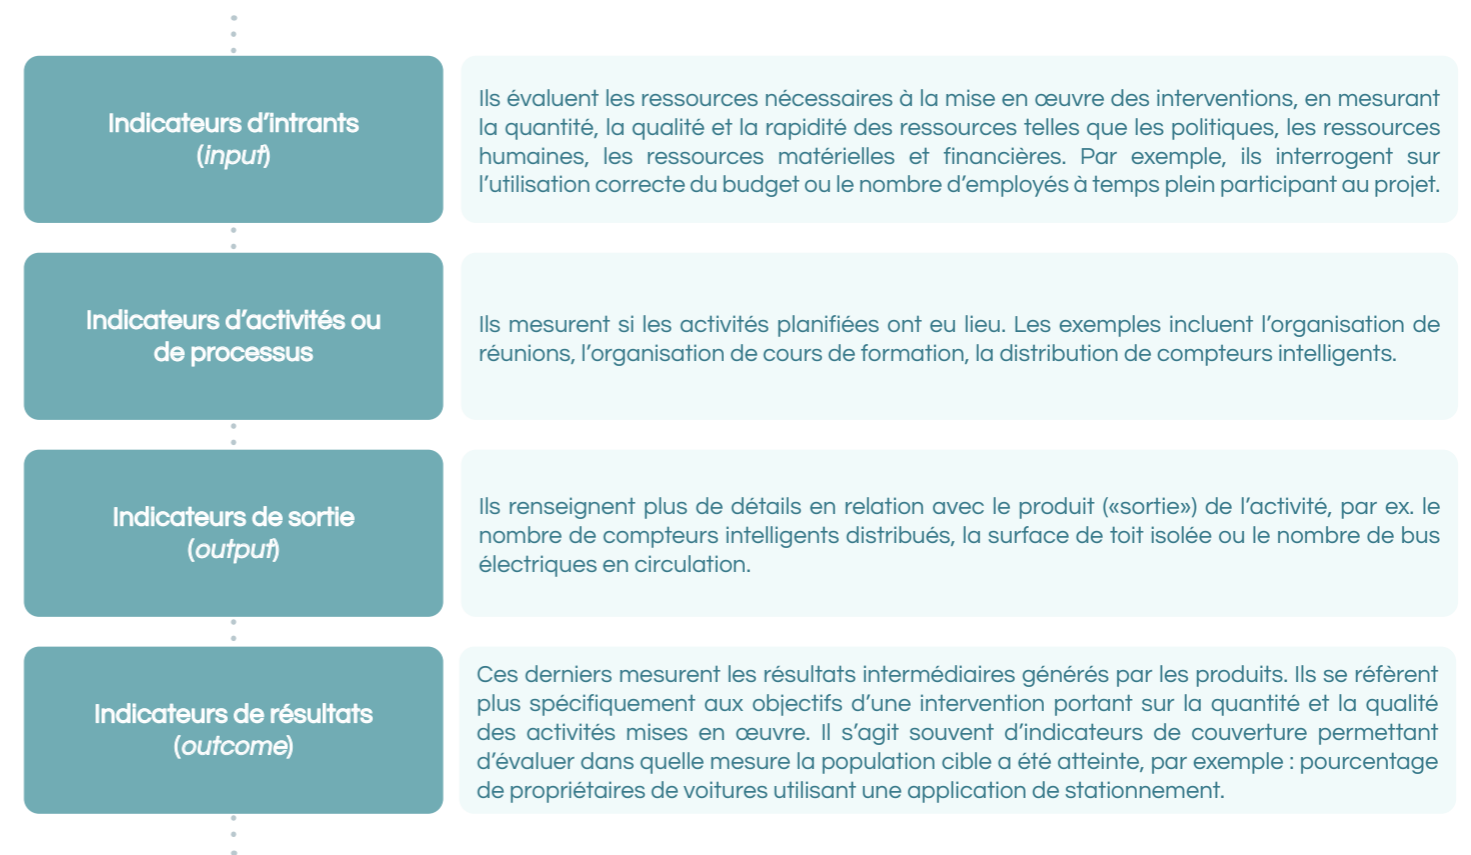 Indicateurs d’intrants
(input)
Ils évaluent les ressources nécessaires à la mise en œuvre des interventions, en mesurant
la quantité, la qualité et la rapidité des ressources telles que les politiques, les ressources
humaines, les ressources matérielles et financières. Par exemple, ils interrogent sur
l’utilisation correcte du budget ou le nombre d’employés à temps plein participant au projet.
Indicateurs d’activités ou
de processus
Ils mesurent si les activités planifiées ont eu lieu. Les exemples incluent l’organisation de
réunions, l’organisation de cours de formation, la distribution de compteurs intelligents.
Indicateurs de sortie
(output)
Ils renseignent plus de détails en relation avec le produit («sortie») de l’activité, par ex. le
nombre de compteurs intelligents distribués, la surface de toit isolée ou le nombre de bus
électriques en circulation.
Indicateurs de résultats
(outcome)
Ces derniers mesurent les résultats intermédiaires générés par les produits. Ils se réfèrent
plus spécifiquement aux objectifs d’une intervention portant sur la quantité et la qualité
des activités mises en œuvre. Il s’agit souvent d’indicateurs de couverture permettant
d’évaluer dans quelle mesure la population cible a été atteinte, par exemple : pourcentage
de propriétaires de voitures utilisant une application de stationnement.